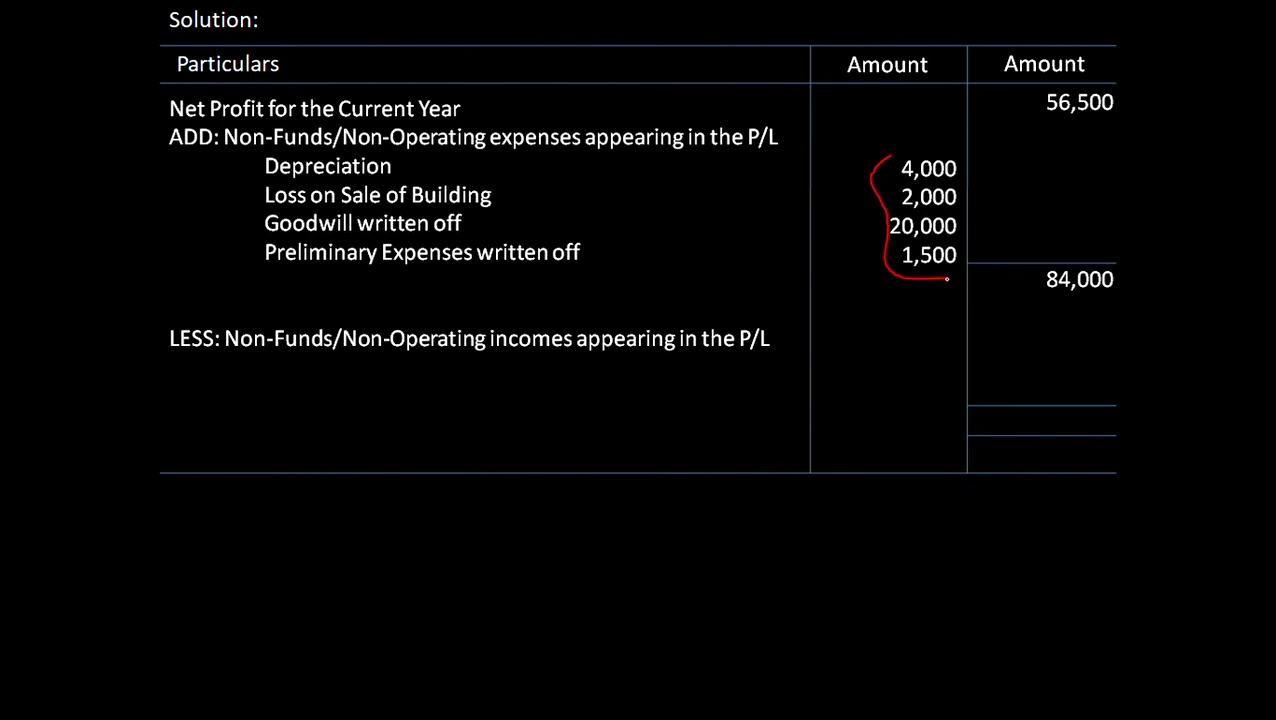 Solution:
Particulars Amount Amount
Net Profit for the Current Year 56,500
ADD: Non-Funds/Non-Operating expenses appearing in the P/L
Depreciation 4,000
Loss on Sale of Building 2,000
Goodwill written off 20,000
Preliminary Expenses written off 1,500
84,000
LESS: Non-Funds/Non-Operating incomes appearing in the P/L